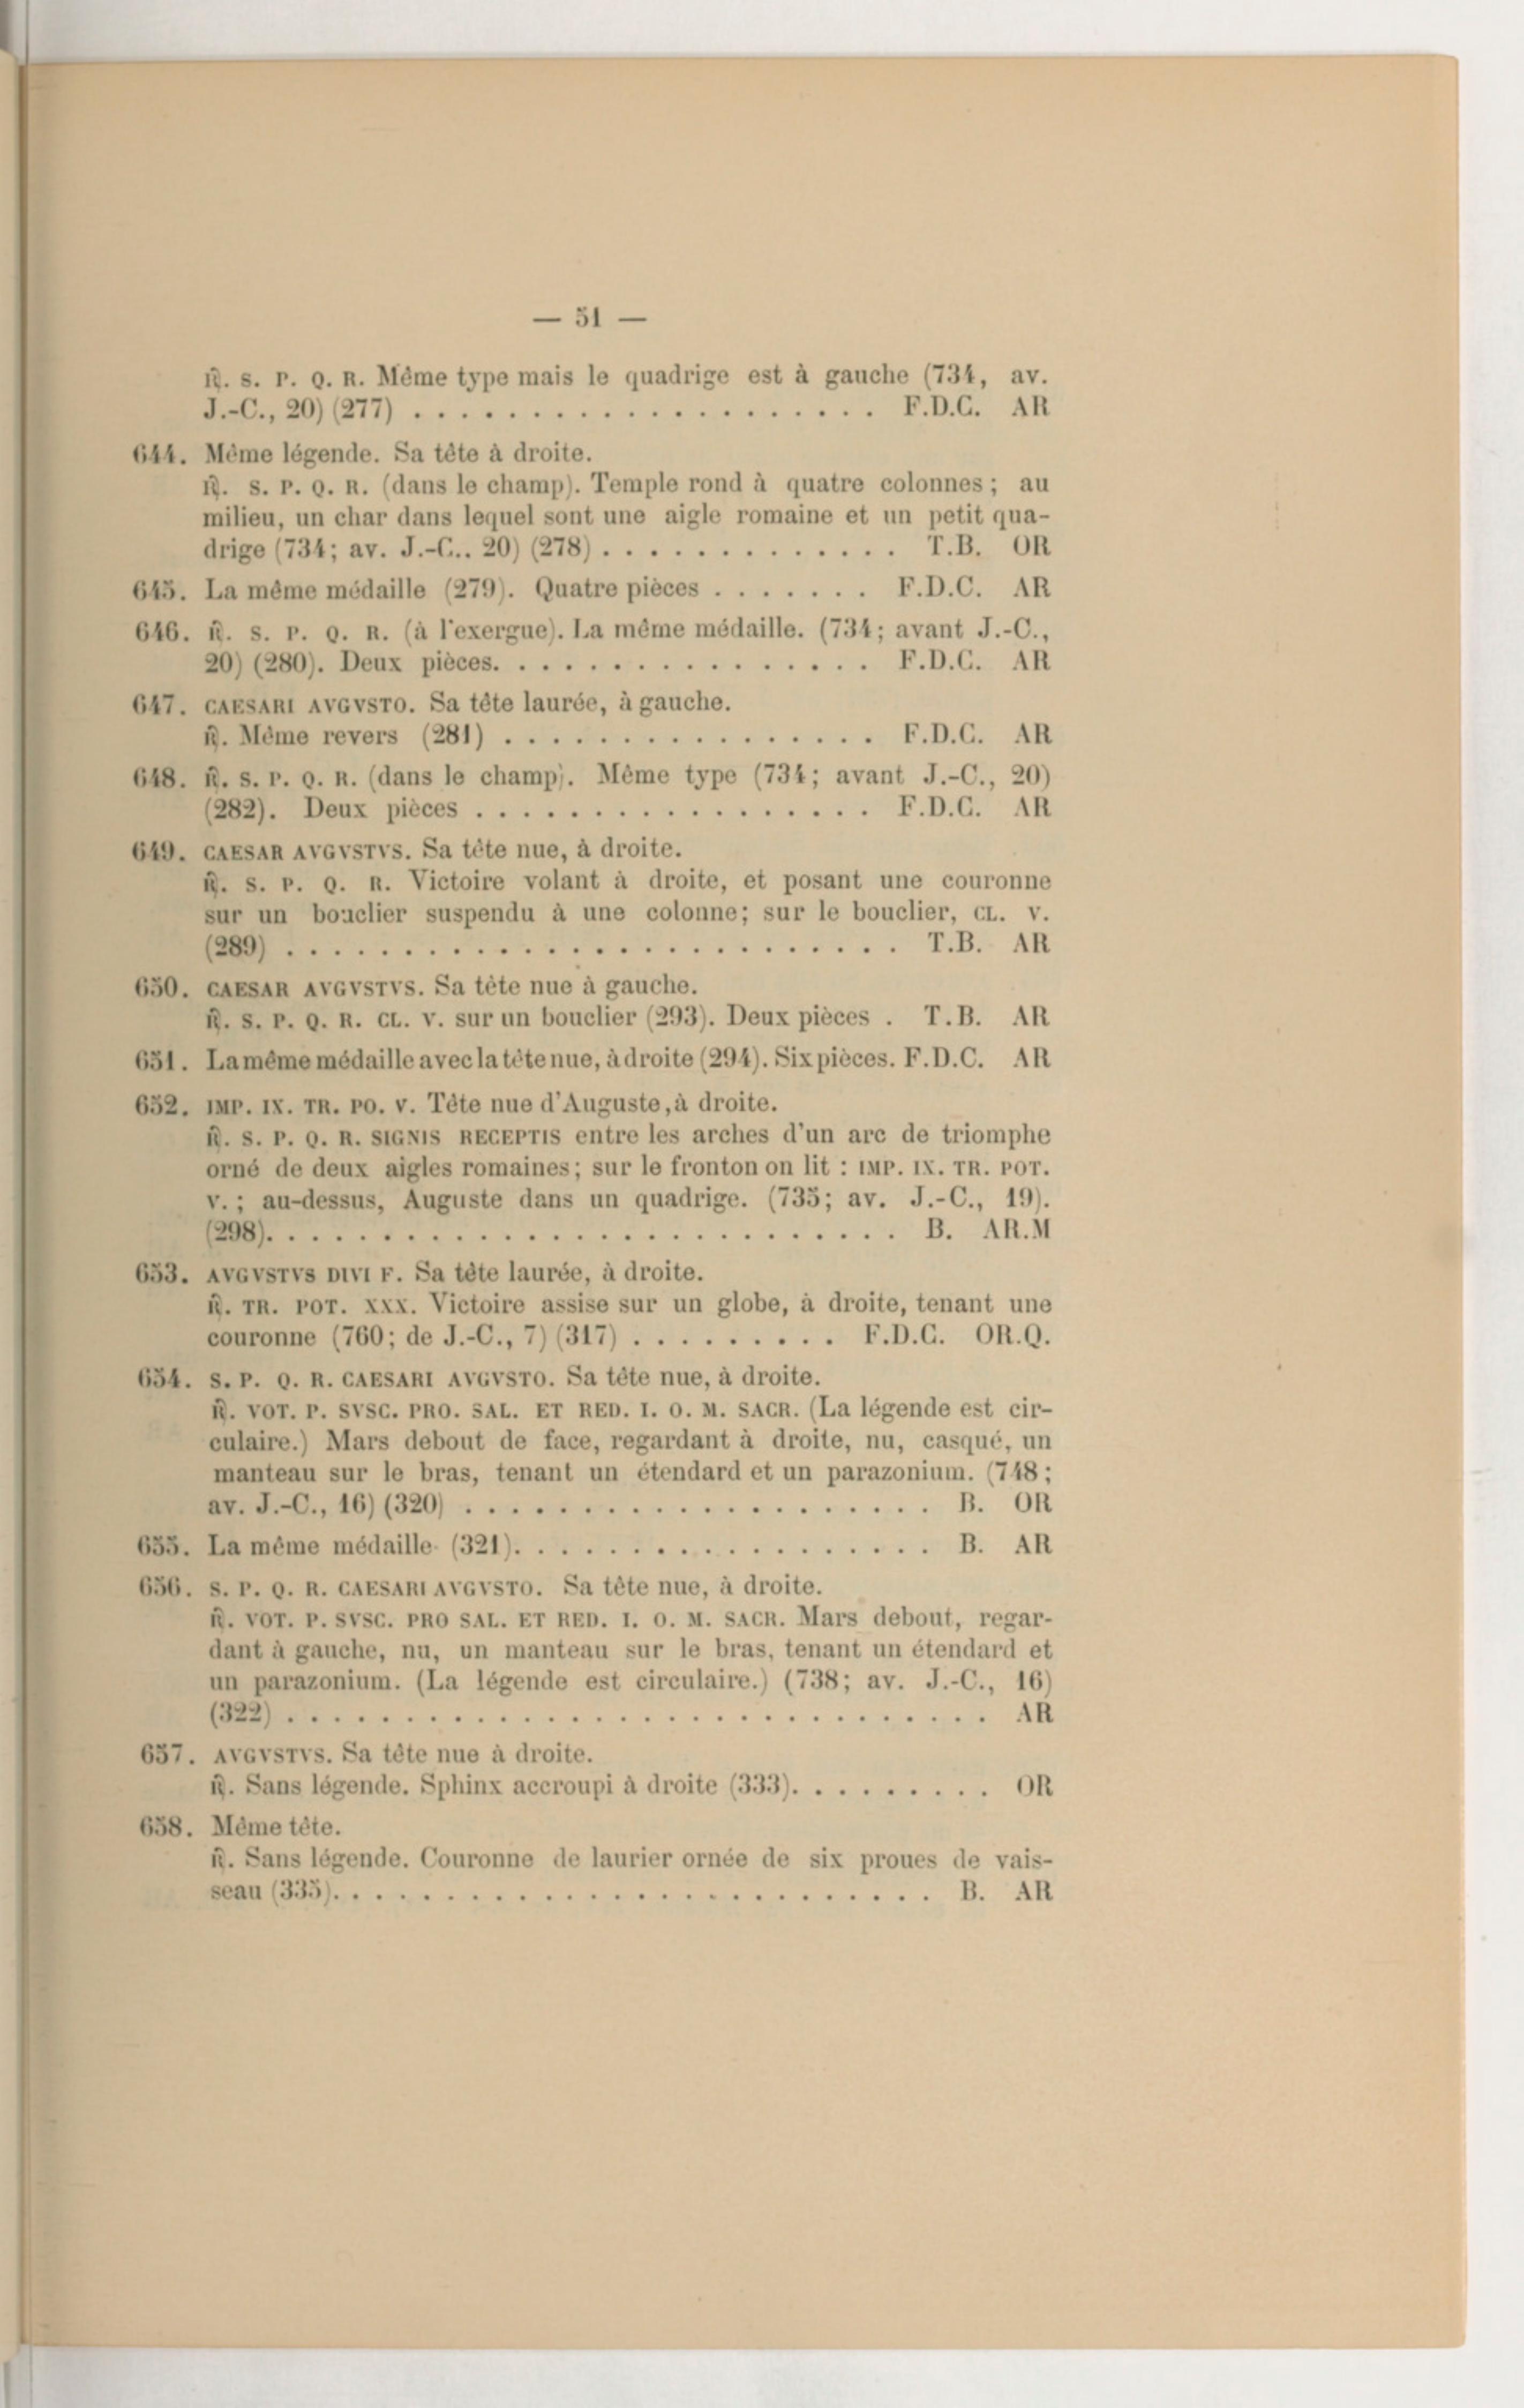 — 51 —
℟. S. P. Q. R. Même type mais le quadrige est à gauche (734, av.
J.-C., 20) (277) . . . . . . . . . . . . . . . . . . . . F.D.C. AR
644. Même légende. Sa tête à droite.
℟. S. P. Q. R. (dans le champ). Temple rond à quatre colonnes; au
milieu, un char dans lequel sont une aigle romaine et un petit qua-
drige (734; av. J.-C.. 20) (278) . . . . . . . . . . . . . T.B. OR
645. La même médaille (279). Quatre pièces . . . . . . . F.D.C. AR
646. ℟. S. P. Q. R. (à l'exergue). La même médaille. (734; avant J.-C.,
20) (280). Deux pièces. . . . . . . . . . . . . . . . . F.D.C. AR
647. CAESARI AVGVSTO. Sa tête laurée, à gauche.
℟. Même revers (281) . . . . . . . . . . . . . . . . F.D.C. AR
648. ℟. S. P. Q. R. (dans le champ). Même type (734; avant J.-C., 20)
(282). Deux pièces . . . . . . . . . . . . . . . . . F.D.C. AR
649. CAESAR AVGVSTVS. Sa tête nue, à droite.
℟. S. P. Q. R. Victoire volant à droite, et posant une couronne
sur un bouclier suspendu à une colonne; sur le bouclier, CL. V.
(289) . . . . . . . . . . . . . . . . . . . . . . . . . . T.B. AR
650. CAESAR AVGVSTVS. Sa tête nue à gauche.
℟. S. P. Q. R. CL. V. sur un bouclier (293). Deux pièces . T.B. AR
651. La même médaille avec la tête nue, à droite (294). Six pièces. F.D.C. AR
652. IMP. IX. TR. PO. V. Tête nue d'Auguste, à droite.
℟. S. P. Q. R. SIGNIS RECEPTIS entre les arches d'un arc de triomphe
orné de deux aigles romaines; sur le fronton on lit : IMP. IX. TR. POT.
V. ; au-dessus, Auguste dans un quadrige. (735; av. J.-C., 19).
(298). . . . . . . . . . . . . . . . . . . . . . . . . . . B. AR.M
653. AVGVSTVS DIVI F. Sa tête laurée, à droite.
℟. TR. POT. XXX. Victoire assise sur un globe, à droite, tenant une
couronne (760; de J.-C., 7) (317) . . . . . . . . . F.D.C. OR.Q.
654. S. P. Q. R. CAESARI AVGVSTO. Sa tête nue, à droite.
℟. VOT. P. SVSC. PRO. SAL. ET RED. I. O. M. SACR. (La légende est cir-
culaire.) Mars debout de face, regardant à droite, nu, casqué, un
manteau sur le bras, tenant un étendard et un parazonium. (748;
av. J.-C., 16) (320) . . . . . . . . . . . . . . . . . . . . B. OR
655. La même médaille (321). . . . . . . . . . . . . . . . . . B. AR
656. S. P. Q. R. CAESARI AVGVSTO. Sa tête nue, à droite.
℟. VOT. P. SVSC. PRO SAL. ET RED. I. O. M. SACR. Mars debout, regar-
dant à gauche, nu, un manteau sur le bras, tenant un étendard et
un parazonium. (La légende est circulaire.) (738; av. J.-C., 16)
(322) . . . . . . . . . . . . . . . . . . . . . . . . . . . . . . AR
657. AVGVSTVS. Sa tête nue à droite.
℟. Sans légende. Sphinx accroupi à droite (333). . . . . . . . . OR
658. Même tête.
℟. Sans légende. Couronne de laurier ornée de six proues de vais-
seau (335). . . . . . . . . . . . . . . . . . . . . . . . . . B. AR